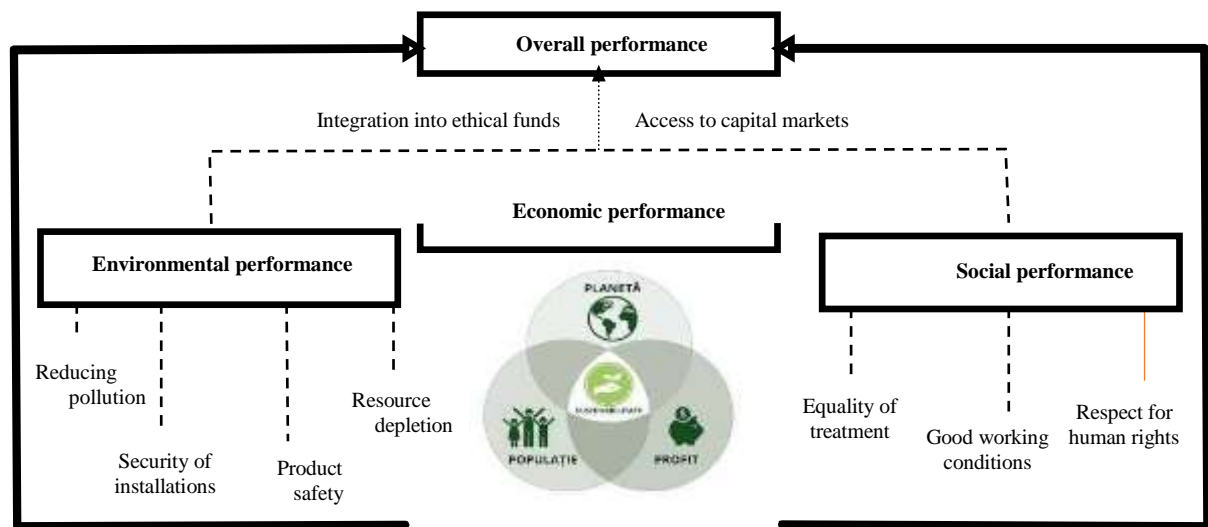 Overall performance
Integration into ethical funds
Access to capital markets
Economic performance
Environmental performance
Social performance
PLANETĂ
POPULAȚIE
PROFIT
SUSTENABILITATE
Reducing
pollution
Security of
installations
Product
safety
Resource
depletion
Equality of
treatment
Good working
conditions
Respect for
human rights